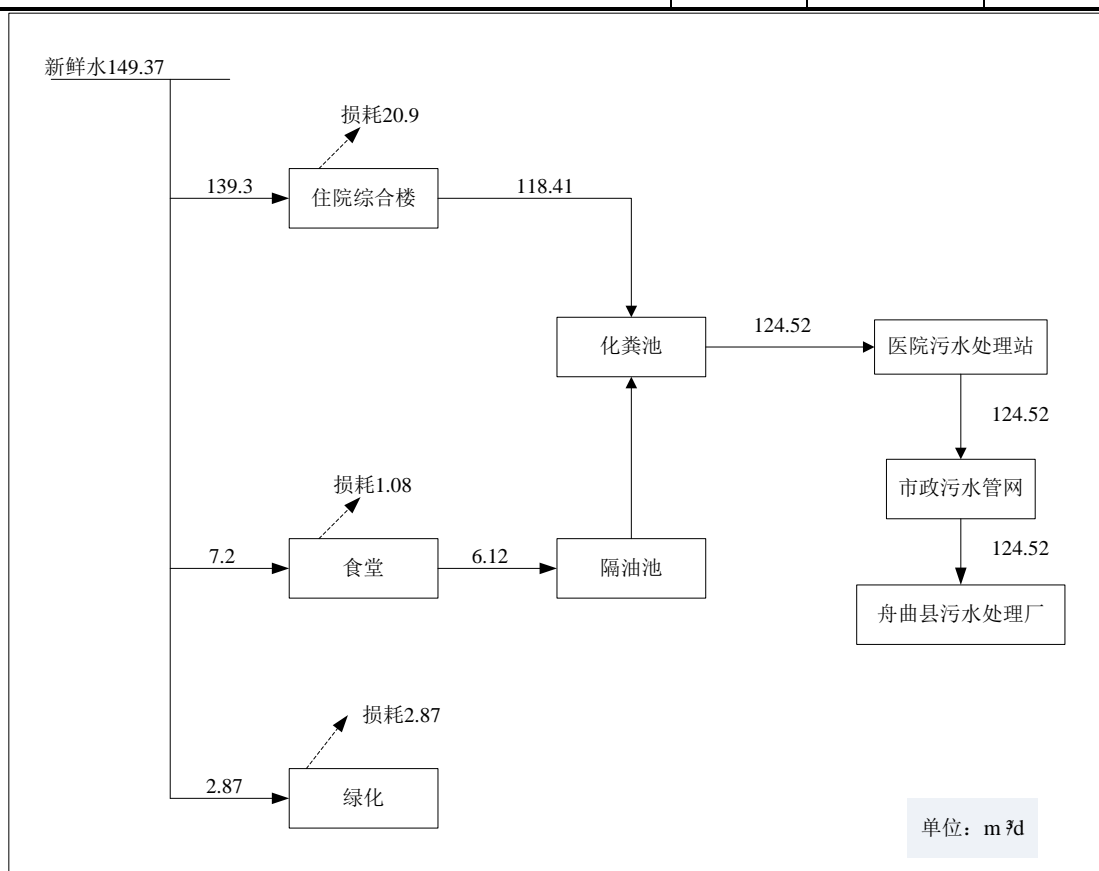 新鲜水149.37
损耗20.9
139.3
住院综合楼
118.41
化粪池
124.52
医院污水处理站
124.52
市政污水管网
124.52
舟曲县污水处理厂
损耗1.08
7.2
食堂
6.12
隔油池
损耗2.87
2.87
绿化
单位：m³/d